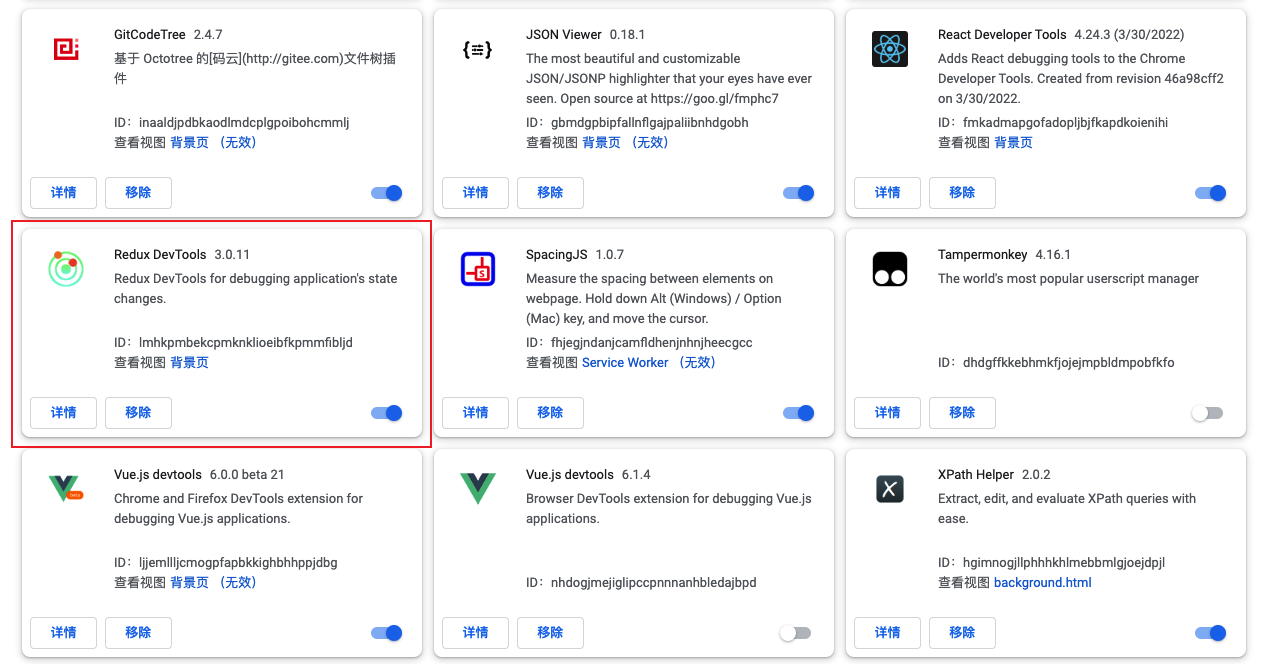 GitCodeTree 2.4.7
基于 Octotree 的[码云](http://gitee.com)文件树插
件
ID：inaaldjpdbkaodlmdcplgpoibohcmmlj
查看视图 背景页 （无效）
详情 移除
JSON Viewer 0.18.1
The most beautiful and customizable
JSON/JSONP highlighter that your eyes have ever
seen. Open source at https://goo.gl/fmphc7
ID：gbmdgpbipfallnflgajpaliibnhdgobh
查看视图 背景页 （无效）
详情 移除
React Developer Tools 4.24.3 (3/30/2022)
Adds React debugging tools to the Chrome
Developer Tools. Created from revision 46a98cff2
on 3/30/2022.
ID：fmkadmapgofadopljbjfkapdkoienihi
查看视图 背景页
详情 移除
Redux DevTools 3.0.11
Redux DevTools for debugging application's state
changes.
ID：lmhkpmbekcpmknklioeibfkpmmfibljd
查看视图 背景页
详情 移除
SpacingJS 1.0.7
Measure the spacing between elements on
webpage. Hold down Alt (Windows) / Option
(Mac) key, and move the cursor.
ID：fhjegjndanjcamfldhenjnhnjheecgcc
查看视图 Service Worker （无效）
详情 移除
Tampermonkey 4.16.1
The world's most popular userscript manager
ID：dhdgffkkebhmkfjojejmpbldmpobfkfo
详情 移除
Vue.js devtools 6.0.0 beta 21
Chrome and Firefox DevTools extension for
debugging Vue.js applications.
ID：ljjemllljcmogpfapbkkighbhhppjdbg
查看视图 背景页 （无效）
详情 移除
Vue.js devtools 6.1.4
Browser DevTools extension for debugging Vue.js
applications.
ID：nhdogjmejiglipccpnnnanhbledajbpd
详情 移除
XPath Helper 2.0.2
Extract, edit, and evaluate XPath queries with
ease.
ID：hgimnogjllphhhkhlmebbmlgjoejdpjl
查看视图 background.html
详情 移除